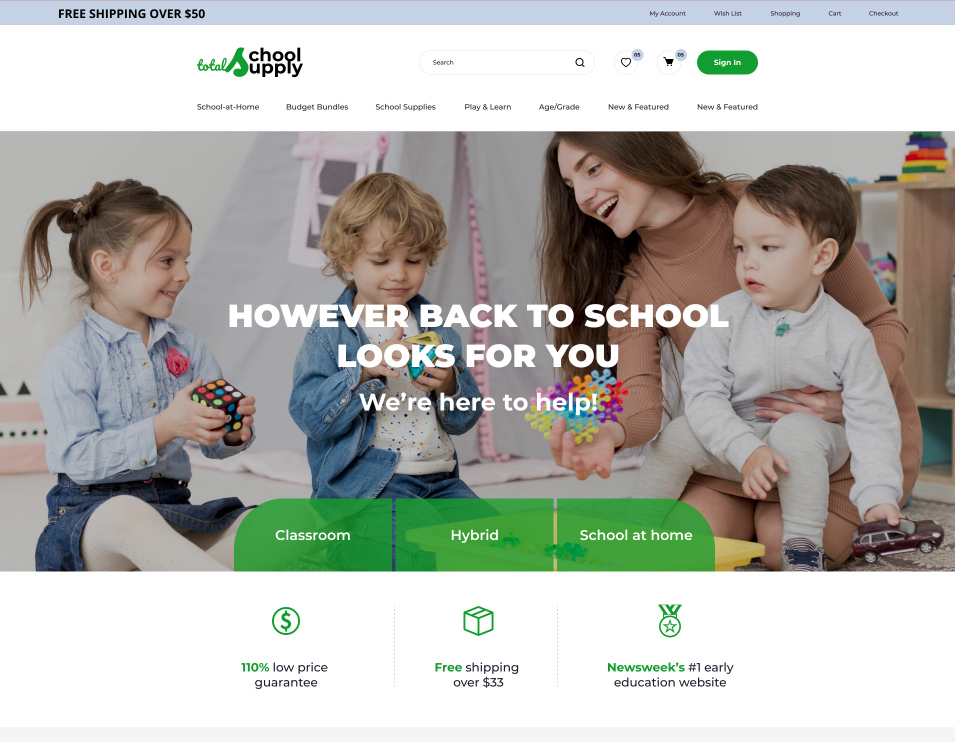 FREE SHIPPING OVER $50
My Account
Wish List
Shopping
Cart
Checkout
total School Supply
Search
05
05
Sign In
School-at-Home
Budget Bundles
School Supplies
Play & Learn
Age/Grade
New & Featured
New & Featured
HOWEVER BACK TO SCHOOL
LOOKS FOR YOU
We're here to help!
Classroom
Hybrid
School at home
110% low price
guarantee
Free shipping
over $33
Newsweek's #1 early
education website